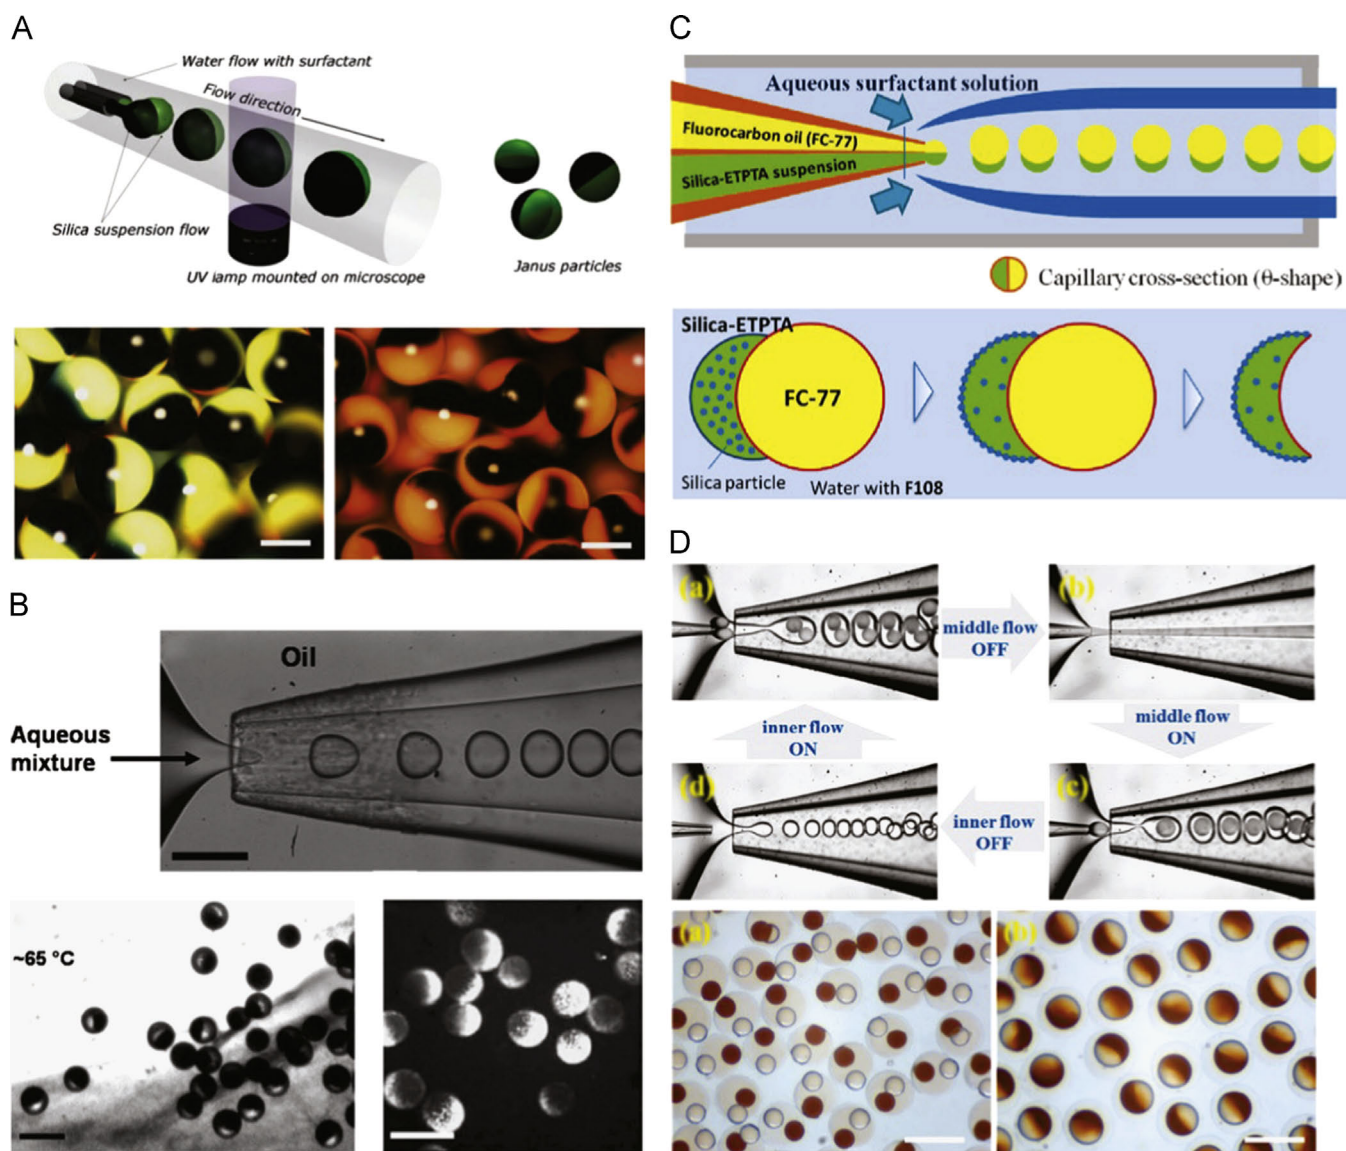 A
Water flow with surfactant
Flow direction
Silica suspension flow
UV lamp mounted on microscope
Janus particles
B
Oil
Aqueous
mixture
~65 °C
C
Aqueous surfactant solution
Fluorocarbon oil (FC-77)
Silica-ETPTA suspension
Capillary cross-section (θ-shape)
Silica-ETPTA
FC-77
Silica particle
Water with F108
D
(a)
middle flow
OFF
(b)
inner flow
ON
middle flow
ON
(d)
inner flow
OFF
(c)
(a)
(b)